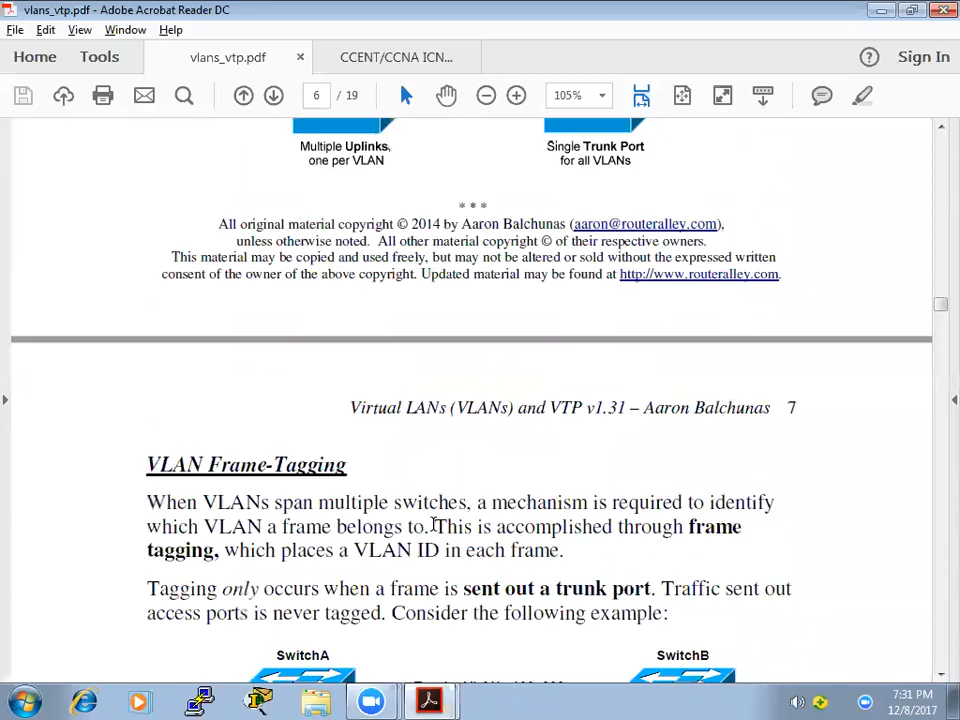 vlans_vtp.pdf - Adobe Acrobat Reader DC
File Edit View Window Help
Home Tools vlans_vtp.pdf × CCENT/CCNA ICN... Sign In
6 / 19 105%
Multiple Uplinks,
one per VLAN
Single Trunk Port
for all VLANs
* * *
All original material copyright © 2014 by Aaron Balchunas (aaron@routeralley.com),
unless otherwise noted. All other material copyright © of their respective owners.
This material may be copied and used freely, but may not be altered or sold without the expressed written
consent of the owner of the above copyright. Updated material may be found at http://www.routeralley.com.
Virtual LANs (VLANs) and VTP v1.31 – Aaron Balchunas 7
VLAN Frame-Tagging
When VLANs span multiple switches, a mechanism is required to identify
which VLAN a frame belongs to. This is accomplished through frame
tagging, which places a VLAN ID in each frame.
Tagging only occurs when a frame is sent out a trunk port. Traffic sent out
access ports is never tagged. Consider the following example:
SwitchA SwitchB
7:31 PM
12/8/2017